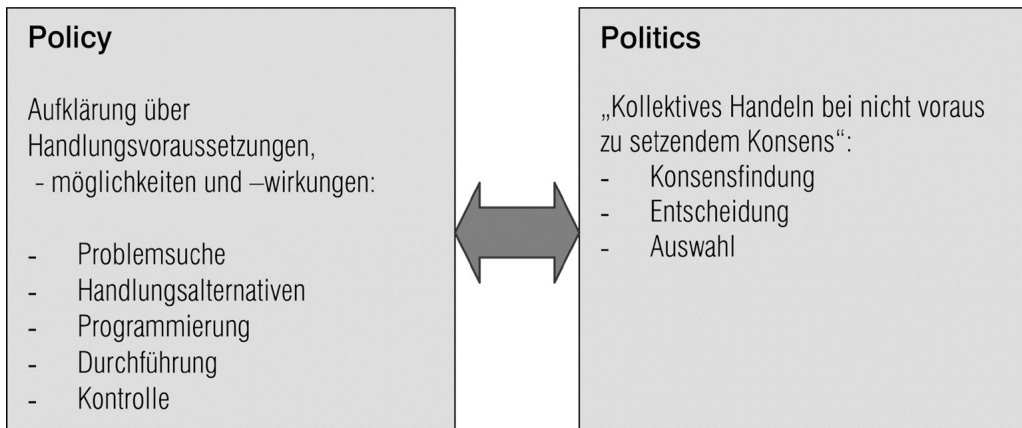 Policy
Aufklärung über
Handlungsvoraussetzungen,
- möglichkeiten und –wirkungen:
- Problemsuche
- Handlungsalternativen
- Programmierung
- Durchführung
- Kontrolle
Politics
„Kollektives Handeln bei nicht voraus
zu setzendem Konsens“:
- Konsensfindung
- Entscheidung
- Auswahl